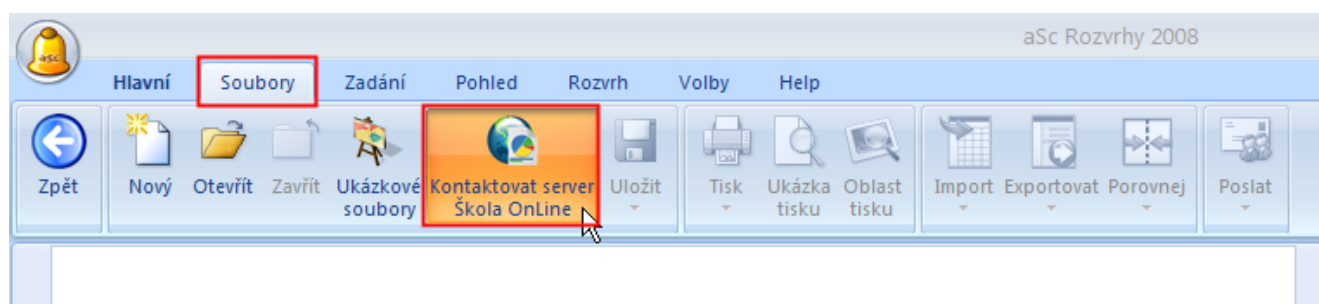 aSc Rozvrhy 2008
asc
Hlavní Soubory Zadání Pohled Rozvrh Volby Help
Zpět Nový Otevřít Zavřít Ukázkové Kontaktovat server Uložit Tisk Ukázka Oblast Import Exportovat Porovnej Poslat
soubory Škola OnLine tisku tisku